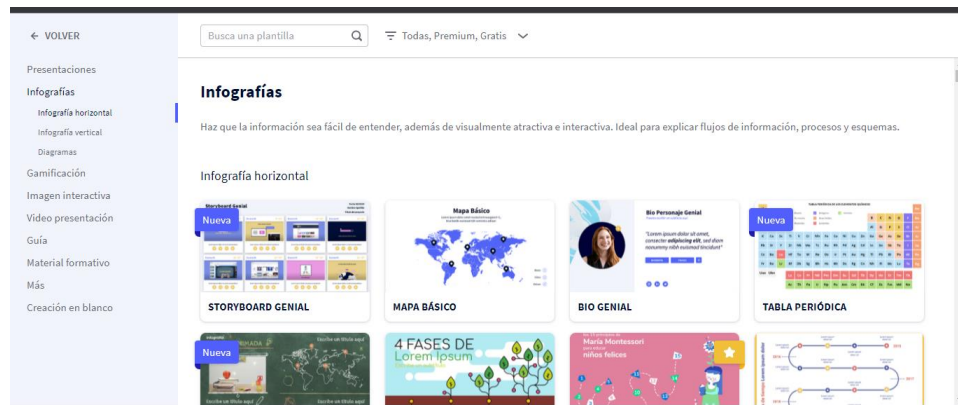 ← VOLVER
Busca una plantilla
Todas, Premium, Gratis
Presentaciones
Infografías
Infografía horizontal
Infografía vertical
Diagramas
Gamificación
Imagen interactiva
Video presentación
Guía
Material formativo
Más
Creación en blanco
Infografías
Haz que la información sea fácil de entender, además de visualmente atractiva e interactiva. Ideal para explicar flujos de información, procesos y esquemas.
Infografía horizontal
Storyboard Genial
Nueva
STORYBOARD GENIAL
Mapa Básico
MAPA BÁSICO
Bio Personaje Genial
"Lorem ipsum dolor sit amet,
consecter adipiscing elit, sed diam
nonummy nibh euismod tincidunt"
BIO GENIAL
Nueva
TABLA PERIÓDICA
Nueva
Escribe un título aquí
4 FASES DE
Lorem Ipsum
María Montessori
niños felices